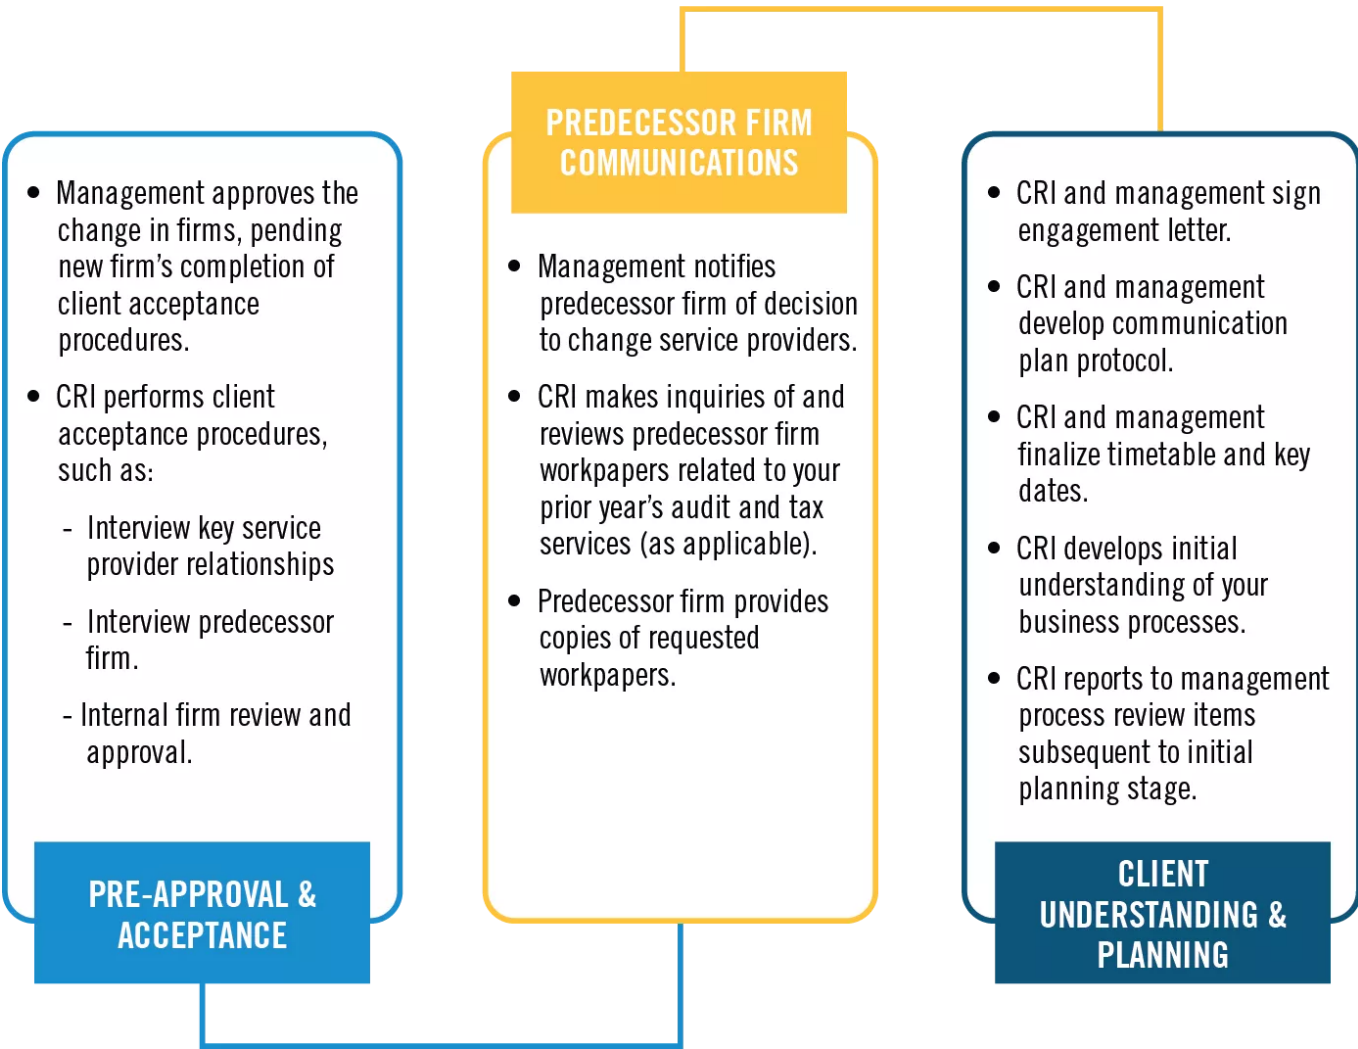 • Management approves the
change in firms, pending
new firm's completion of
client acceptance
procedures.
• CRI performs client
acceptance procedures,
such as:
- Interview key service
provider relationships
- Interview predecessor
firm.
- Internal firm review and
approval.
PRE-APPROVAL &
ACCEPTANCE
PREDECESSOR FIRM
COMMUNICATIONS
• Management notifies
predecessor firm of decision
to change service providers.
• CRI makes inquiries of and
reviews predecessor firm
workpapers related to your
prior year's audit and tax
services (as applicable).
• Predecessor firm provides
copies of requested
workpapers.
• CRI and management sign
engagement letter.
• CRI and management
develop communication
plan protocol.
• CRI and management
finalize timetable and key
dates.
• CRI develops initial
understanding of your
business processes.
• CRI reports to management
process review items
subsequent to initial
planning stage.
CLIENT
UNDERSTANDING &
PLANNING